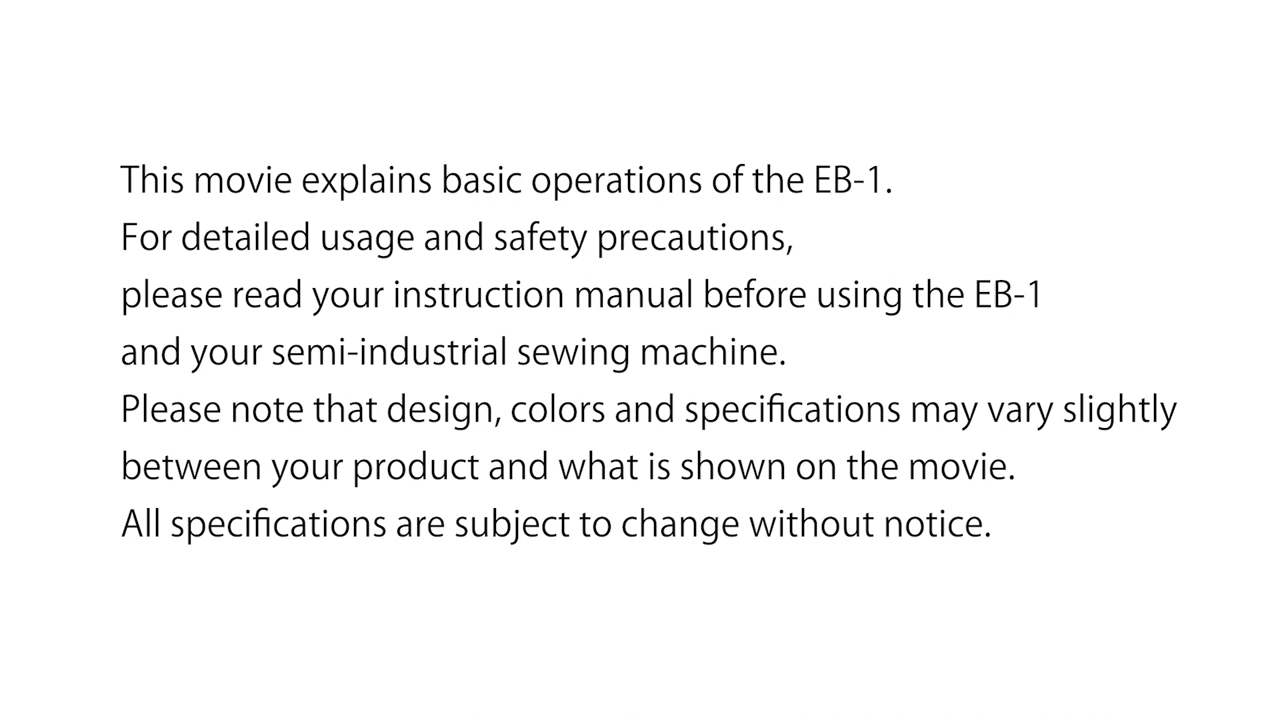 This movie explains basic operations of the EB-1.
For detailed usage and safety precautions,
please read your instruction manual before using the EB-1
and your semi-industrial sewing machine.
Please note that design, colors and specifications may vary slightly
between your product and what is shown on the movie.
All specifications are subject to change without notice.